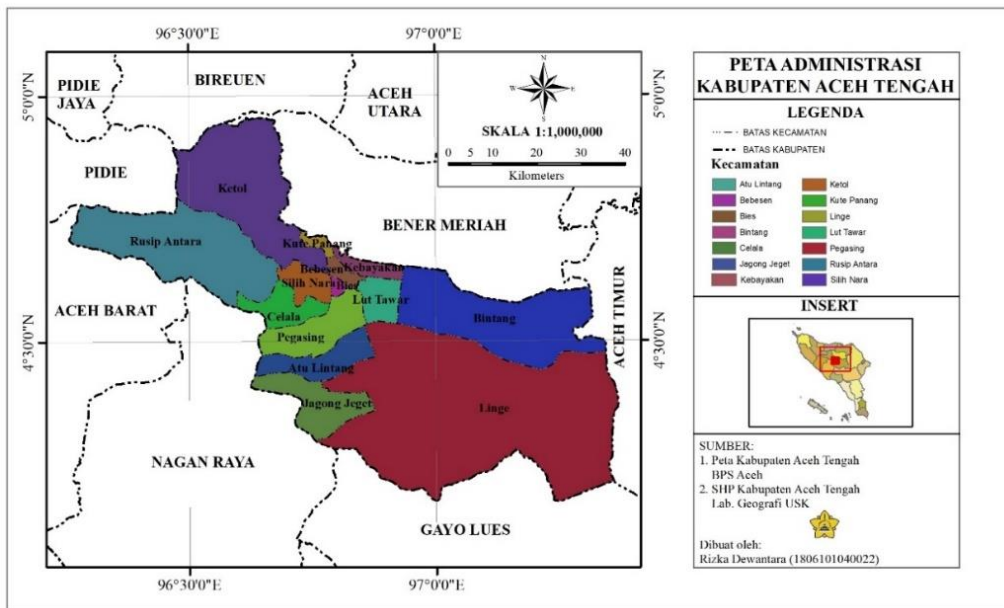 96°30'0"E
97°0'0"E
5°0'0"N
5°0'0"N
4°30'0"N
4°30'0"N
PIDIE
JAYA
BIREUEN
ACEH
UTARA
PIDIE
BENER MERIAH
ACEH BARAT
ACEH TIMUR
NAGAN RAYA
GAYO LUES
N
W
E
S
SKALA 1:1,000,000
0 5 10 20 30 40
Kilometers
Ketol
Rusip Antara
Kute Panang
Bebesen
Kebayakan
Silih Nara
Bies
Lut Tawar
Bintang
Celala
Pegasing
Atu Lintang
Jagong Jeget
Linge
96°30'0"E
97°0'0"E
PETA ADMINISTRASI
KABUPATEN ACEH TENGAH
LEGENDA
BATAS KECAMATAN
BATAS KABUPATEN
Kecamatan
Atu Lintang
Bebesen
Bies
Bintang
Celala
Jagong Jeget
Kebayakan
Ketol
Kute Panang
Linge
Lut Tawar
Pegasing
Rusip Antara
Silih Nara
INSERT
SUMBER:
1. Peta Kabupaten Aceh Tengah
BPS Aceh
2. SHP Kabupaten Aceh Tengah
Lab. Geografi USK
Dibuat oleh:
Rizka Dewantara (1806101040022)